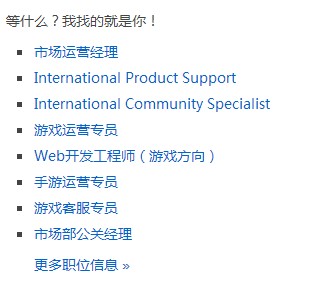 等什么？我找的就是你！
市场运营经理
International Product Support
International Community Specialist
游戏运营专员
Web开发工程师（游戏方向）
手游运营专员
游戏客服专员
市场部公关经理
更多职位信息 »